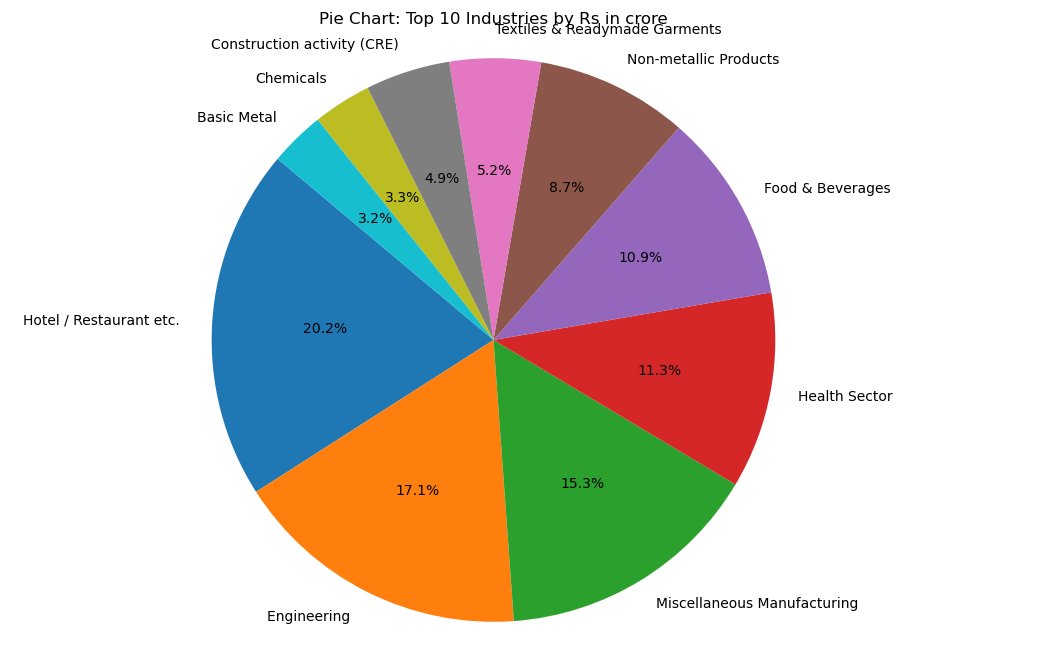 Pie Chart: Top 10 Industries by Rs in crore
Textiles & Readymade Garments
Construction activity (CRE)
Non-metallic Products
Chemicals
Basic Metal
Food & Beverages
Hotel / Restaurant etc.
Health Sector
Engineering
Miscellaneous Manufacturing
5.2%
4.9%
8.7%
3.3%
3.2%
10.9%
20.2%
11.3%
17.1%
15.3%